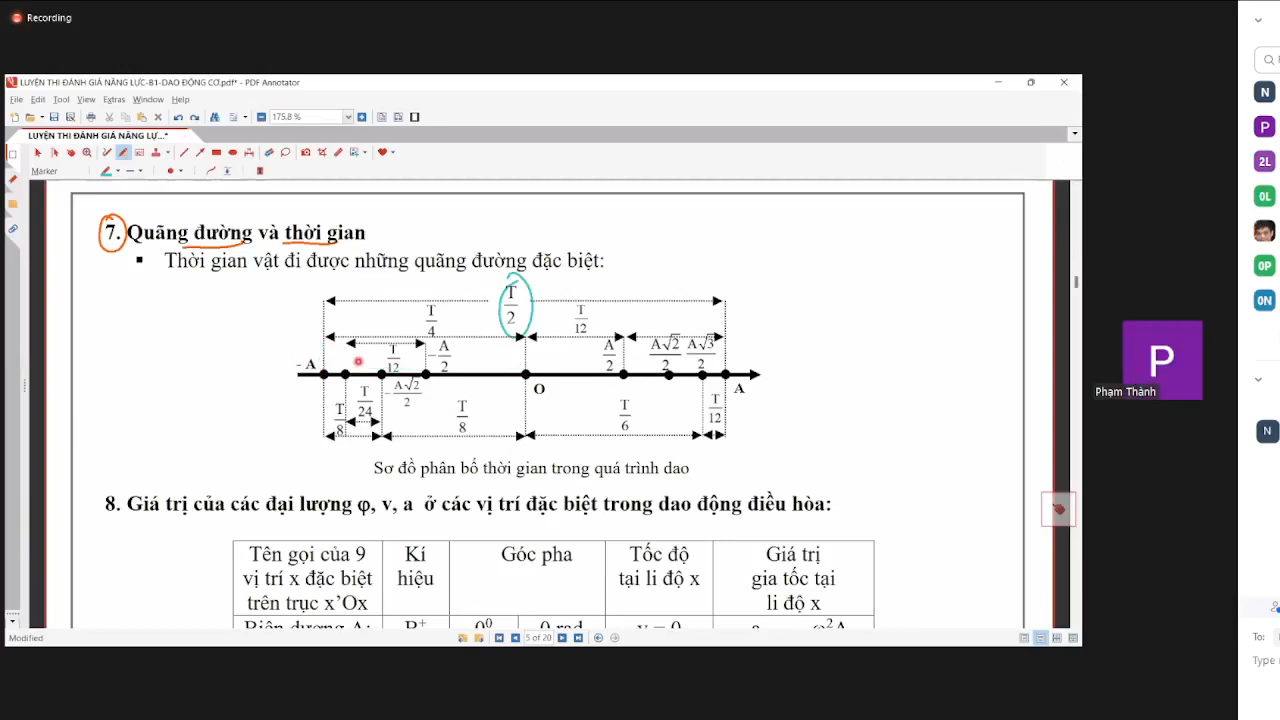 Recording
LUYỆN THI ĐÁNH GIÁ NĂNG LỰC-B1-DAO ĐỘNG CƠ.pdf* - PDF Annotator
File Edit Tool View Extras Window Help
175.8 %
LUYỆN THI ĐÁNH GIÁ NĂNG LỰ...*
Marker
7. Quãng đường và thời gian
▪ Thời gian vật đi được những quãng đường đặc biệt:
T/2
T/4 T/12
T/12 -A/2 A/2 A√2/2 A√3/2
-A O A
T/8 T/24 -A√2/2 T/8 T/6 T/12
Sơ đồ phân bố thời gian trong quá trình dao
8. Giá trị của các đại lượng φ, v, a ở các vị trí đặc biệt trong dao động điều hòa:
Tên gọi của 9 vị trí x đặc biệt trên trục x’Ox
Kí hiệu
Góc pha
Tốc độ tại li độ x
Giá trị gia tốc tại li độ x
Modified
5 of 20
P
Phạm Thành
N
P
2L
0L
0P
0N
N
To:
Type